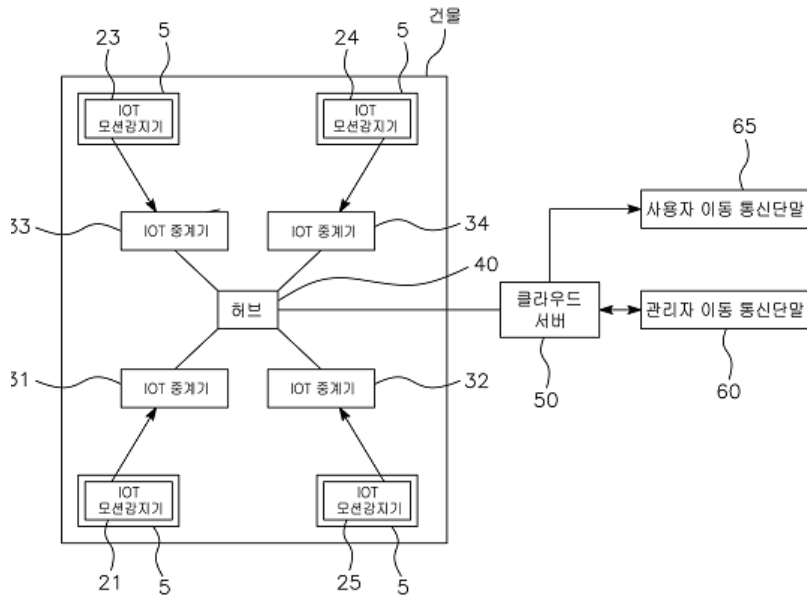 건물
23
5
24
5
IOT
모션감지기
IOT
모션감지기
65
사용자 이동 통신단말
33
IOT 중계기
IOT 중계기
34
40
허브
클라우드
서버
관리자 이동 통신단말
50
60
31
IOT 중계기
IOT 중계기
32
IOT
모션감지기
IOT
모션감지기
21
5
25
5